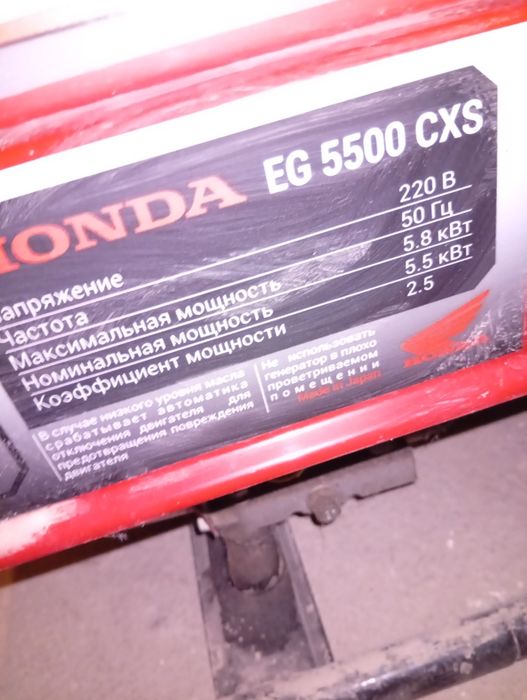 HONDA EG 5500 CXS
Напряжение 220 В
Частота 50 Гц
Максимальная мощность 5.8 кВт
Номинальная мощность 5.5 кВт
Коэффициент мощности 2.5
В случае низкого уровня масла
срабатывает автоматика
отключения двигателя для
предотвращения повреждения
двигателя
Не использовать
генератор в плохо
проветриваемом
помещении
Made in Japan
HONDA